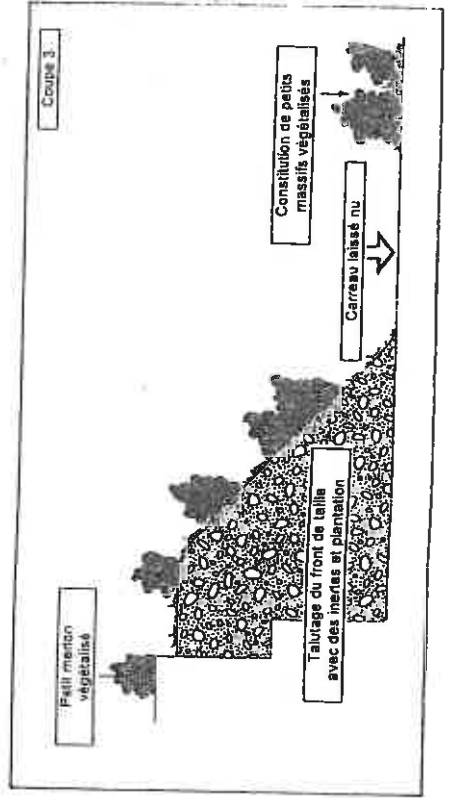 Coupe 3
Petit merlon
végétalisé
Constitution de petits
massifs végétalisés
Carreau laissé nu
Talutage du front de taille
avec des inertes et plantation